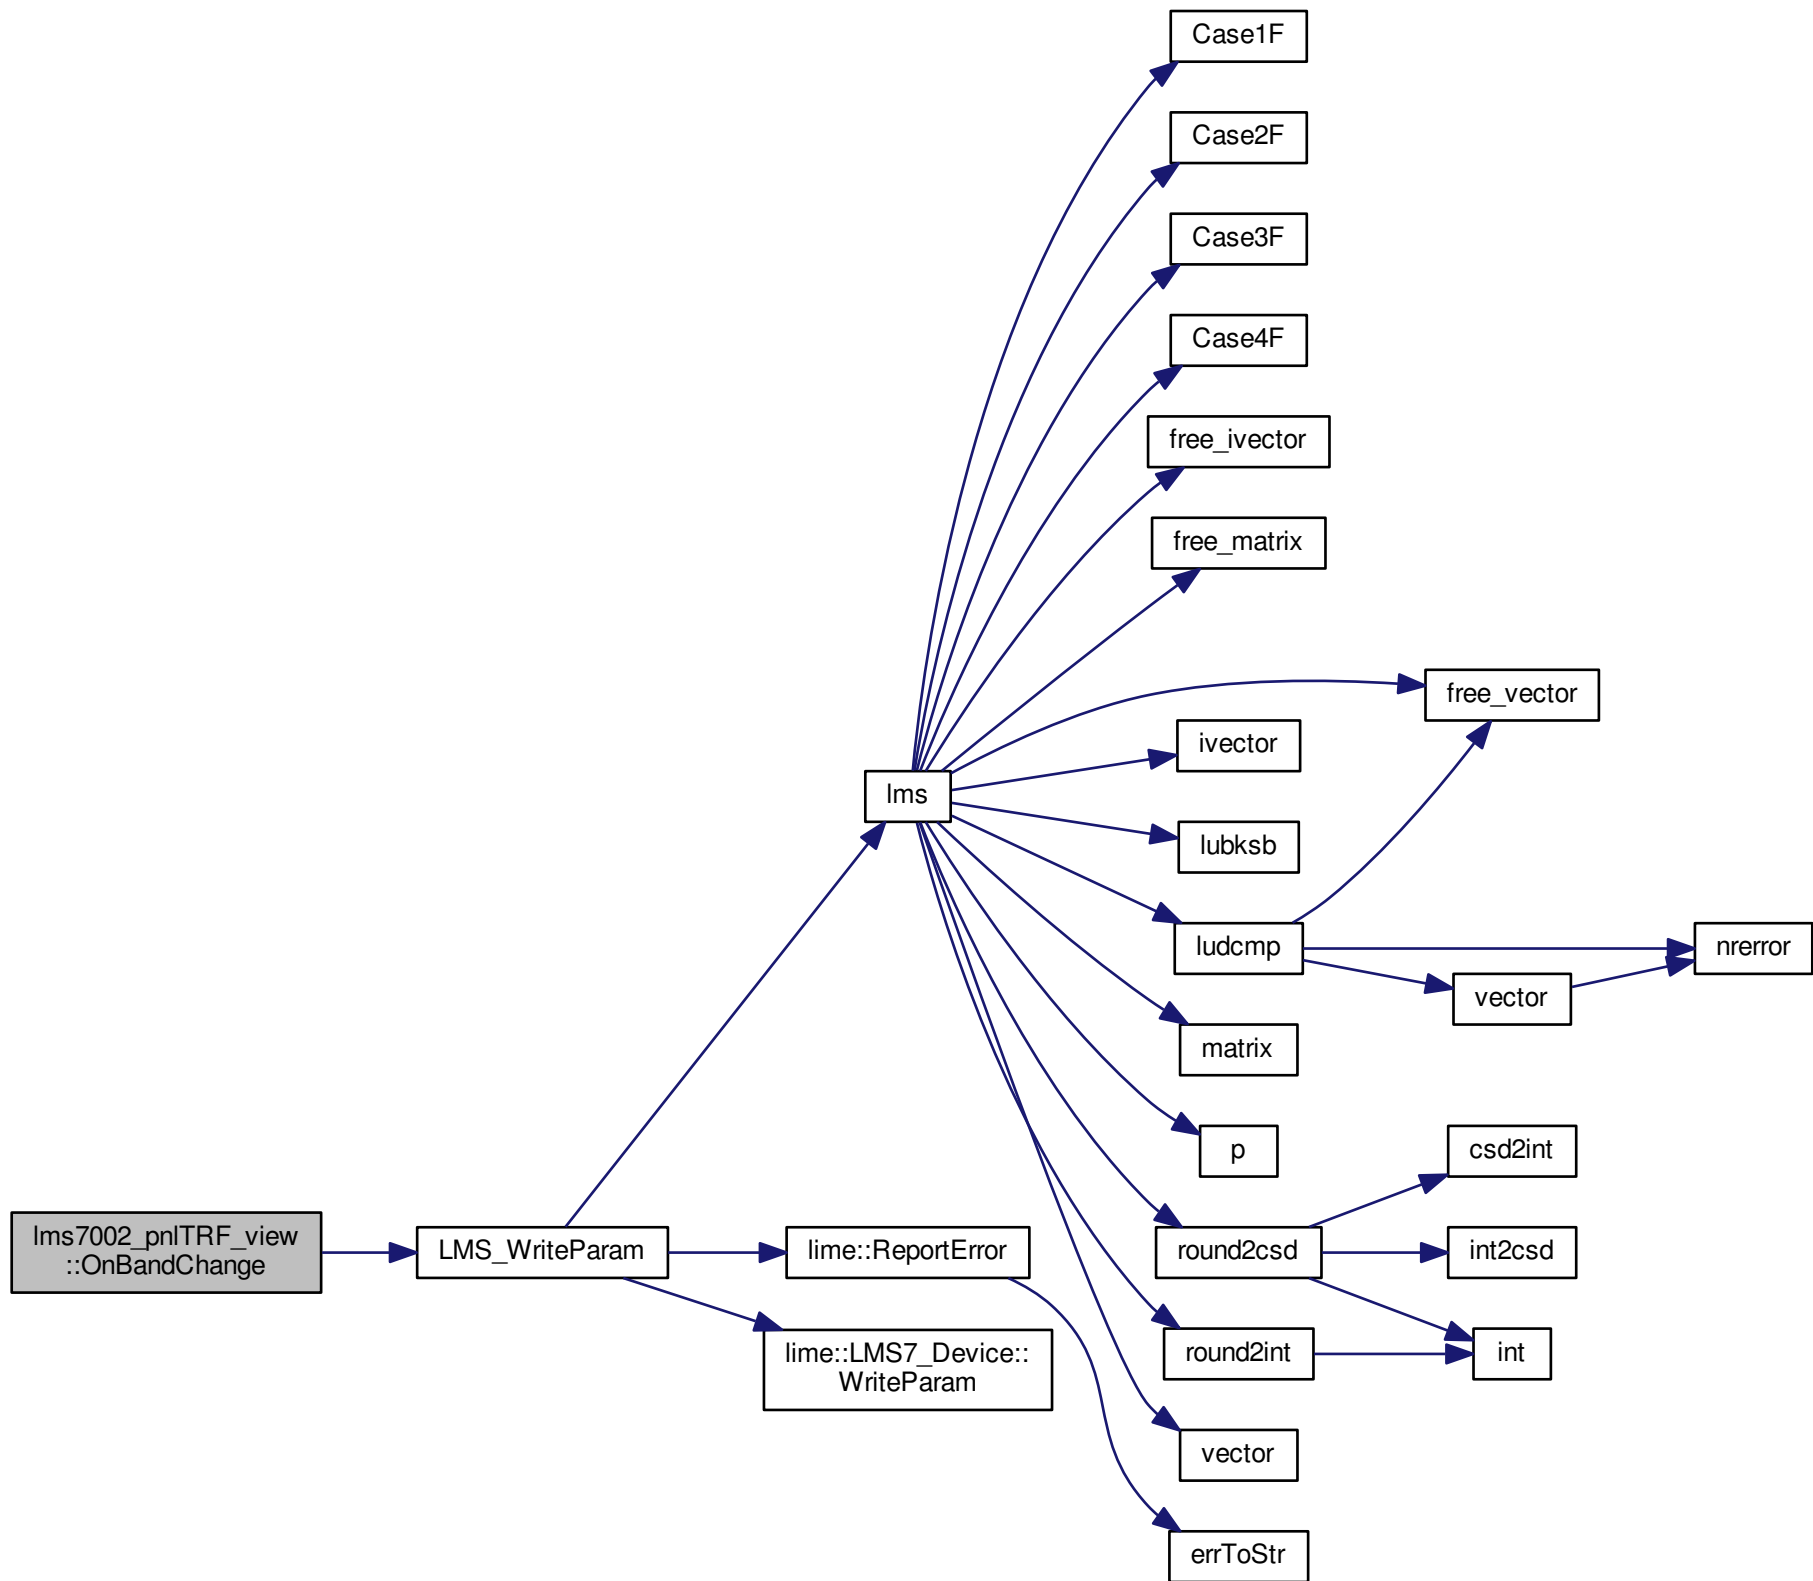 Case1F
Case2F
Case3F
Case4F
free_ivector
free_matrix
free_vector
ivector
lms
lubksb
ludcmp
nrerror
vector
matrix
p
csd2int
lms7002_pnlTRF_view
::OnBandChange
LMS_WriteParam
lime::ReportError
round2csd
int2csd
lime::LMS7_Device::
WriteParam
round2int
int
vector
errToStr